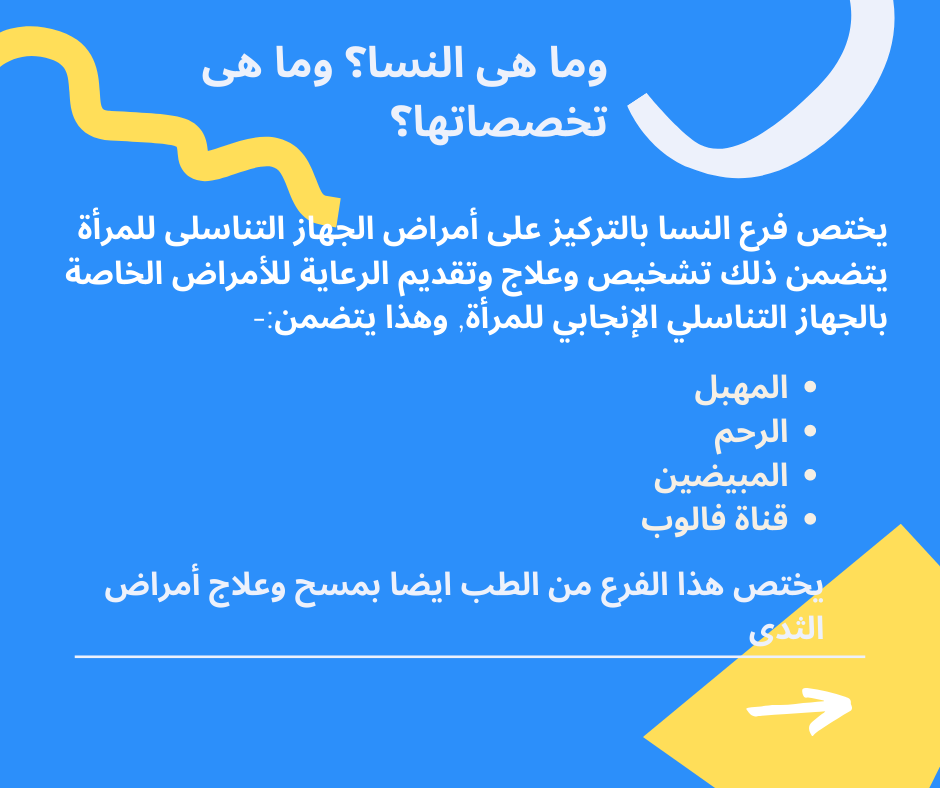 وما هى النسا؟ وما هى
تخصصاتها؟
يختص فرع النسا بالتركيز على أمراض الجهاز التناسلى للمرأة
يتضمن ذلك تشخيص وعلاج وتقديم الرعاية للأمراض الخاصة
بالجهاز التناسلي الإنجابي للمرأة, وهذا يتضمن:-
• المهبل
• الرحم
• المبيضين
• قناة فالوب
يختص هذا الفرع من الطب ايضا بمسح وعلاج أمراض
الثدى